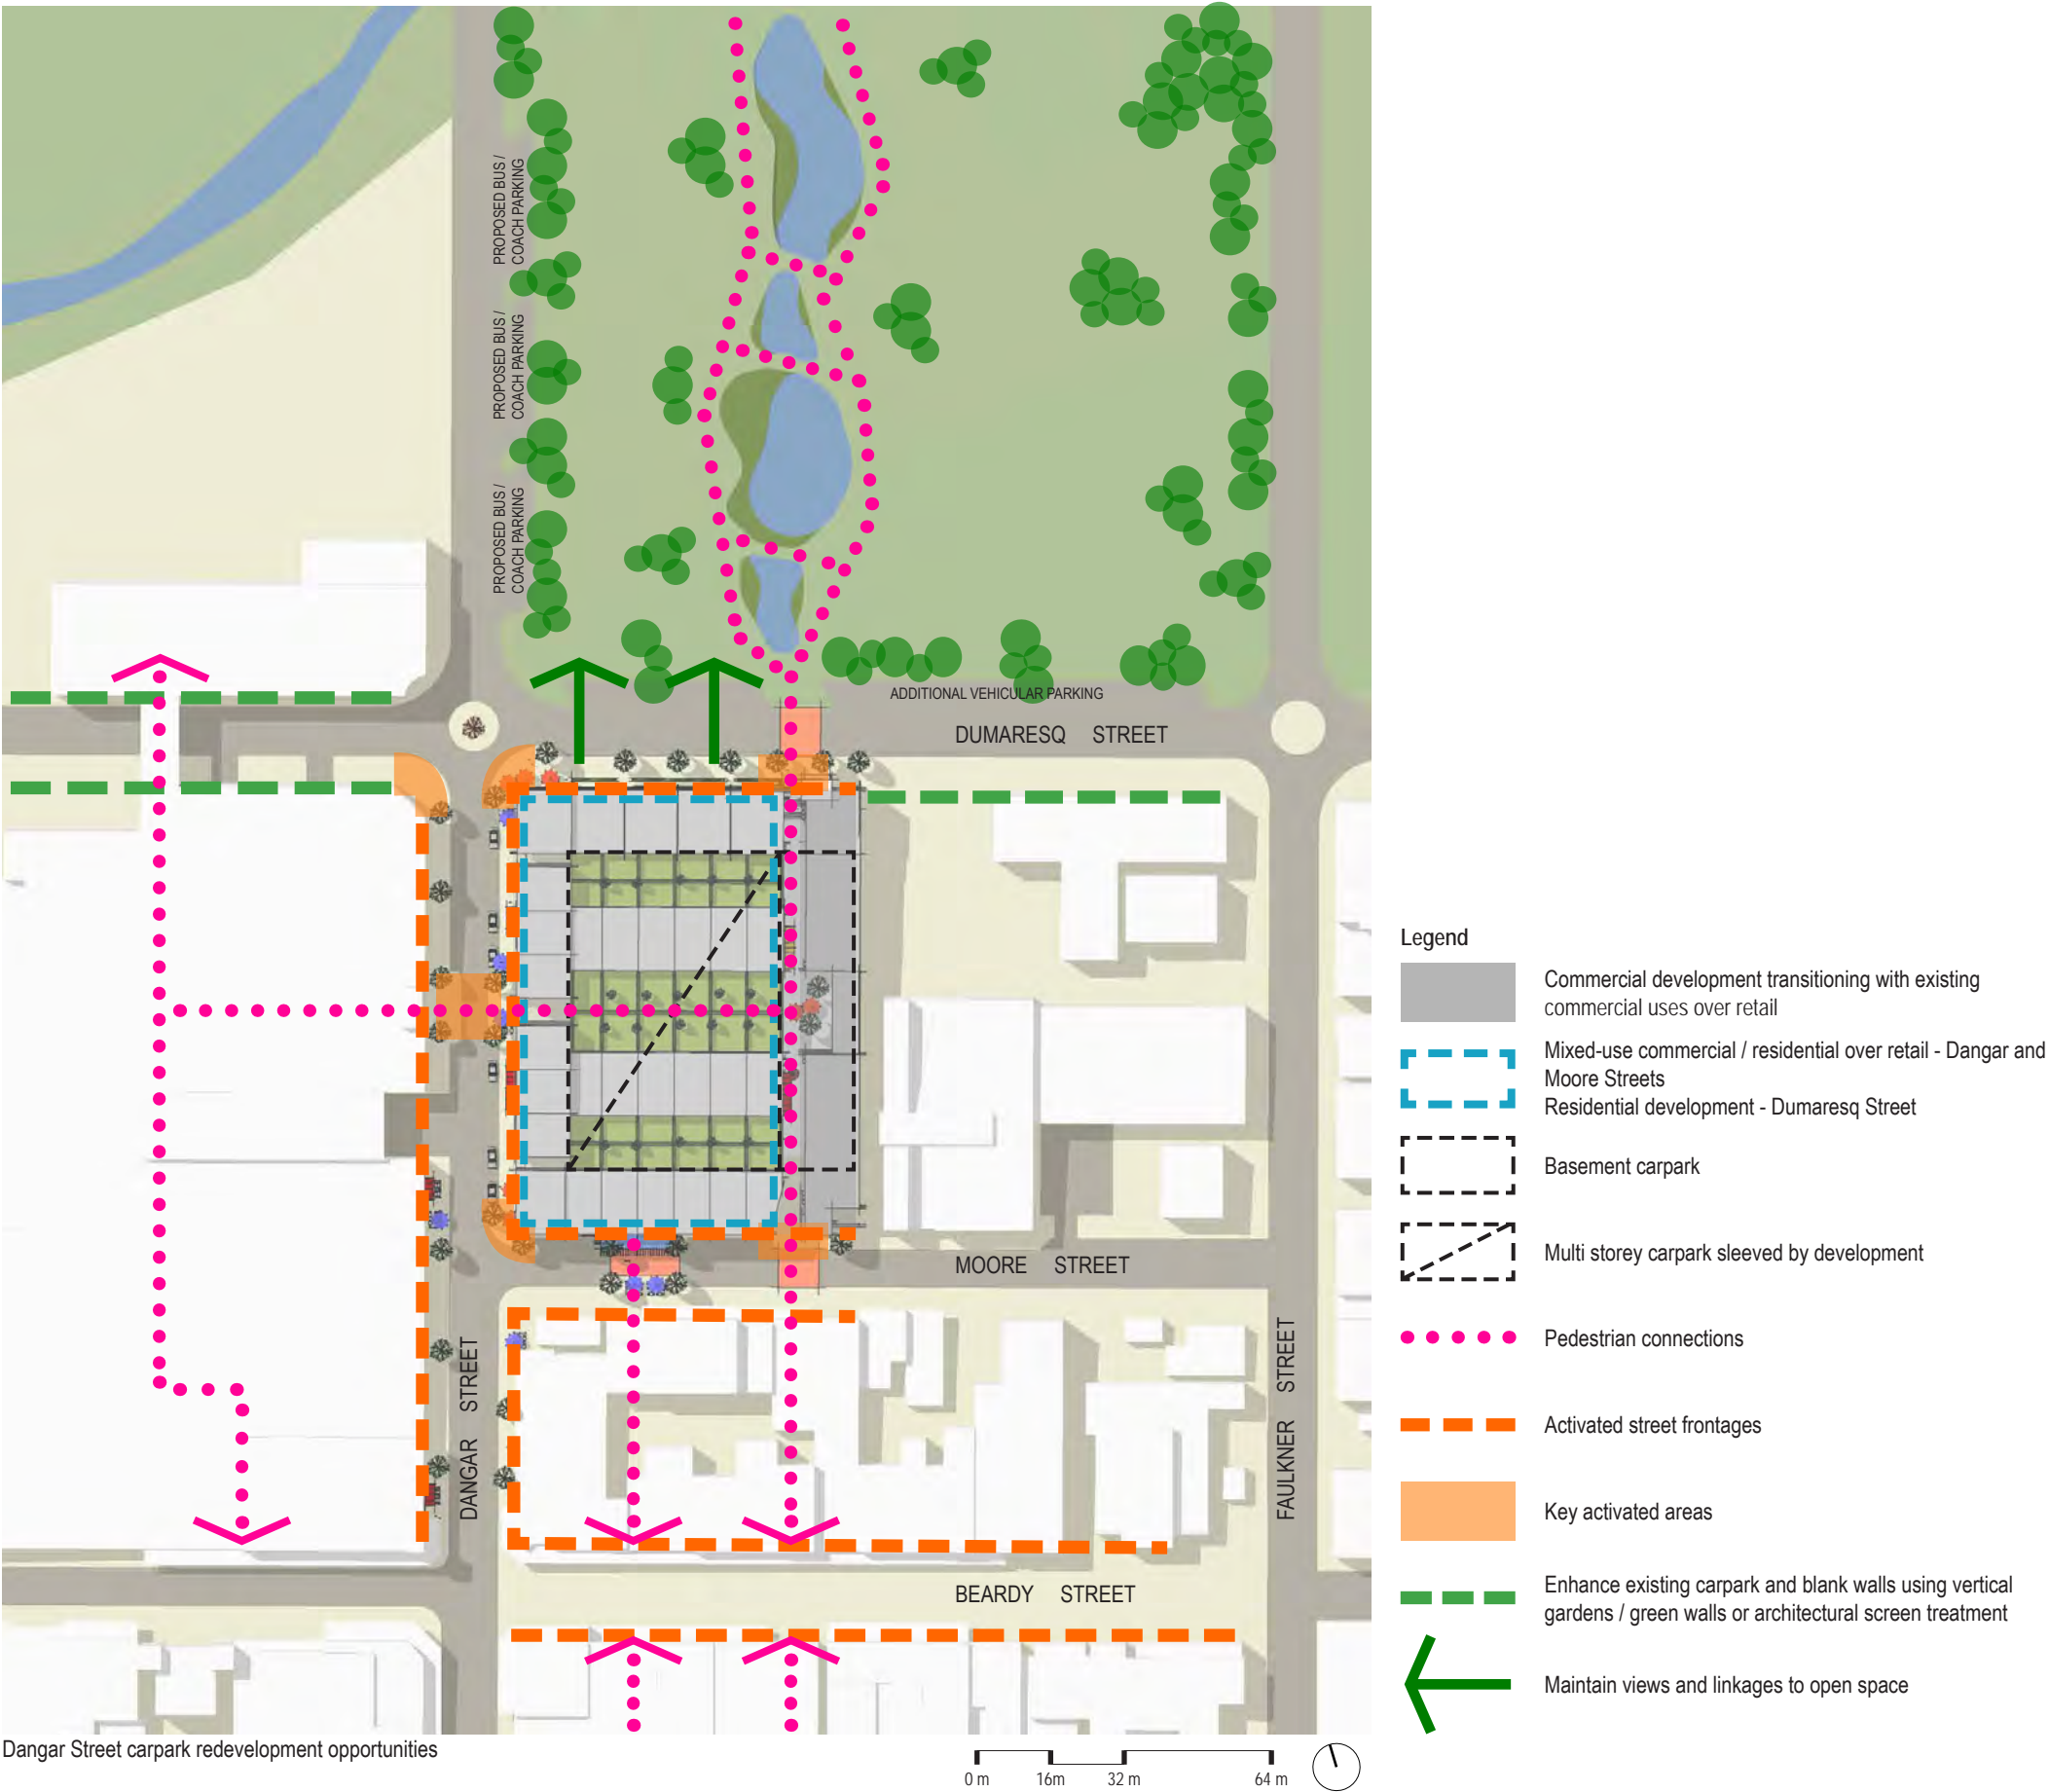 PROPOSED BUS /
COACH PARKING
PROPOSED BUS /
COACH PARKING
PROPOSED BUS /
COACH PARKING
ADDITIONAL VEHICULAR PARKING
DUMARESQ STREET
MOORE STREET
DANGAR STREET
FAULKNER STREET
BEARDY STREET
Legend
Commercial development transitioning with existing
commercial uses over retail
Mixed-use commercial / residential over retail - Dangar and
Moore Streets
Residential development - Dumaresq Street
Basement carpark
Multi storey carpark sleeved by development
Pedestrian connections
Activated street frontages
Key activated areas
Enhance existing carpark and blank walls using vertical
gardens / green walls or architectural screen treatment
Maintain views and linkages to open space
Dangar Street carpark redevelopment opportunities
0 m 16m 32 m 64 m